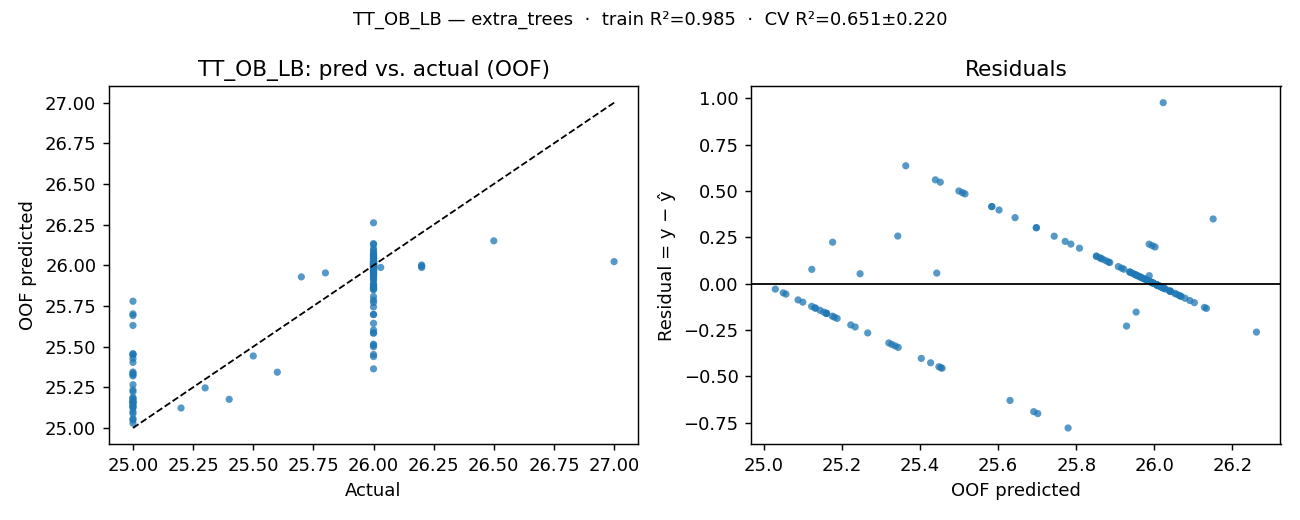 TT_OB_LB — extra_trees · train R²=0.985 · CV R²=0.651±0.220
TT_OB_LB: pred vs. actual (OOF)
27.00
26.75
26.50
26.25
26.00
25.75
25.50
25.25
25.00
OOF predicted
25.00 25.25 25.50 25.75 26.00 26.25 26.50 26.75 27.00
Actual
Residuals
1.00
0.75
0.50
0.25
0.00
−0.25
−0.50
−0.75
Residual = y − ŷ
25.0 25.2 25.4 25.6 25.8 26.0 26.2
OOF predicted